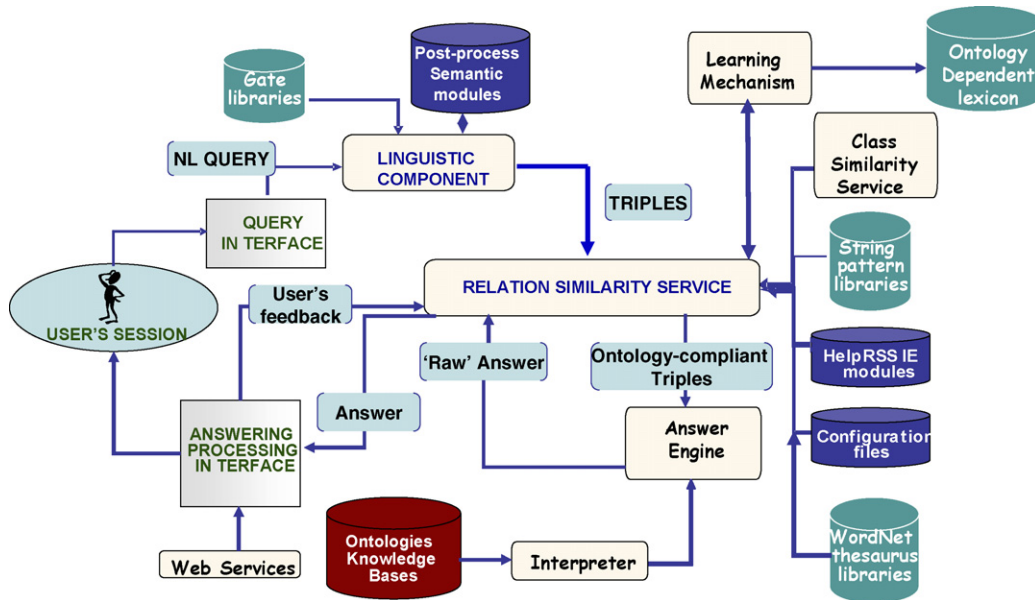 Post-process
Semantic
modules
Gate
libraries
Learning
Mechanism
Ontology
Dependent
lexicon
NL QUERY
LINGUISTIC
COMPONENT
Class
Similarity
Service
QUERY
IN TERFACE
TRIPLES
String
pattern
libraries
USER'S SESSION
User's
feedback
RELATION SIMILARITY SERVICE
'Raw' Answer
Ontology-compliant
Triples
HelpRSS IE
modules
Answer
ANSWERING
PROCESSING
IN TERFACE
Answer
Engine
Configuration
files
Ontologies
Knowledge
Bases
Web Services
Interpreter
WordNet
thesaurus
libraries